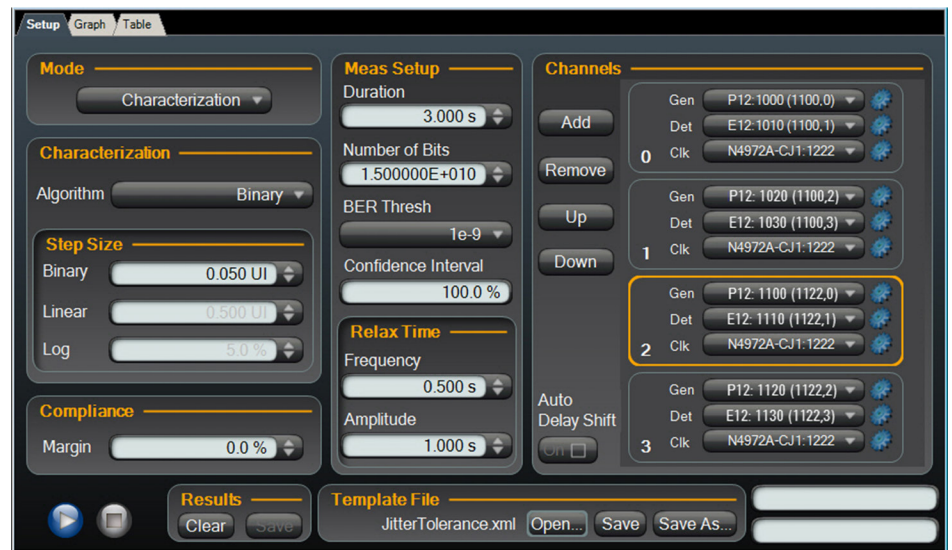 Setup Graph Table
Mode
Characterization
Characterization
Algorithm Binary
Step Size
Binary 0.050 UI
Linear 0.500 UI
Log 5.0 %
Compliance
Margin 0.0 %
Meas Setup
Duration
3.000 s
Number of Bits
1.500000E+010
BER Thresh
1e-9
Confidence Interval
100.0 %
Relax Time
Frequency
0.500 s
Amplitude
1.000 s
Channels
Add
Remove
Up
Down
Auto
Delay Shift
On
0
Gen P12:1000 (1100,0)
Det E12:1010 (1100,1)
Clk N4972A-CJ1:1222
1
Gen P12: 1020 (1100,2)
Det E12: 1030 (1100,3)
Clk N4972A-CJ1:1222
2
Gen P12: 1100 (1122,0)
Det E12: 1110 (1122,1)
Clk N4972A-CJ1:1222
3
Gen P12: 1120 (1122,2)
Det E12: 1130 (1122,3)
Clk N4972A-CJ1:1222
Results
Clear Save
Template File
JitterTolerance.xml Open... Save Save As...